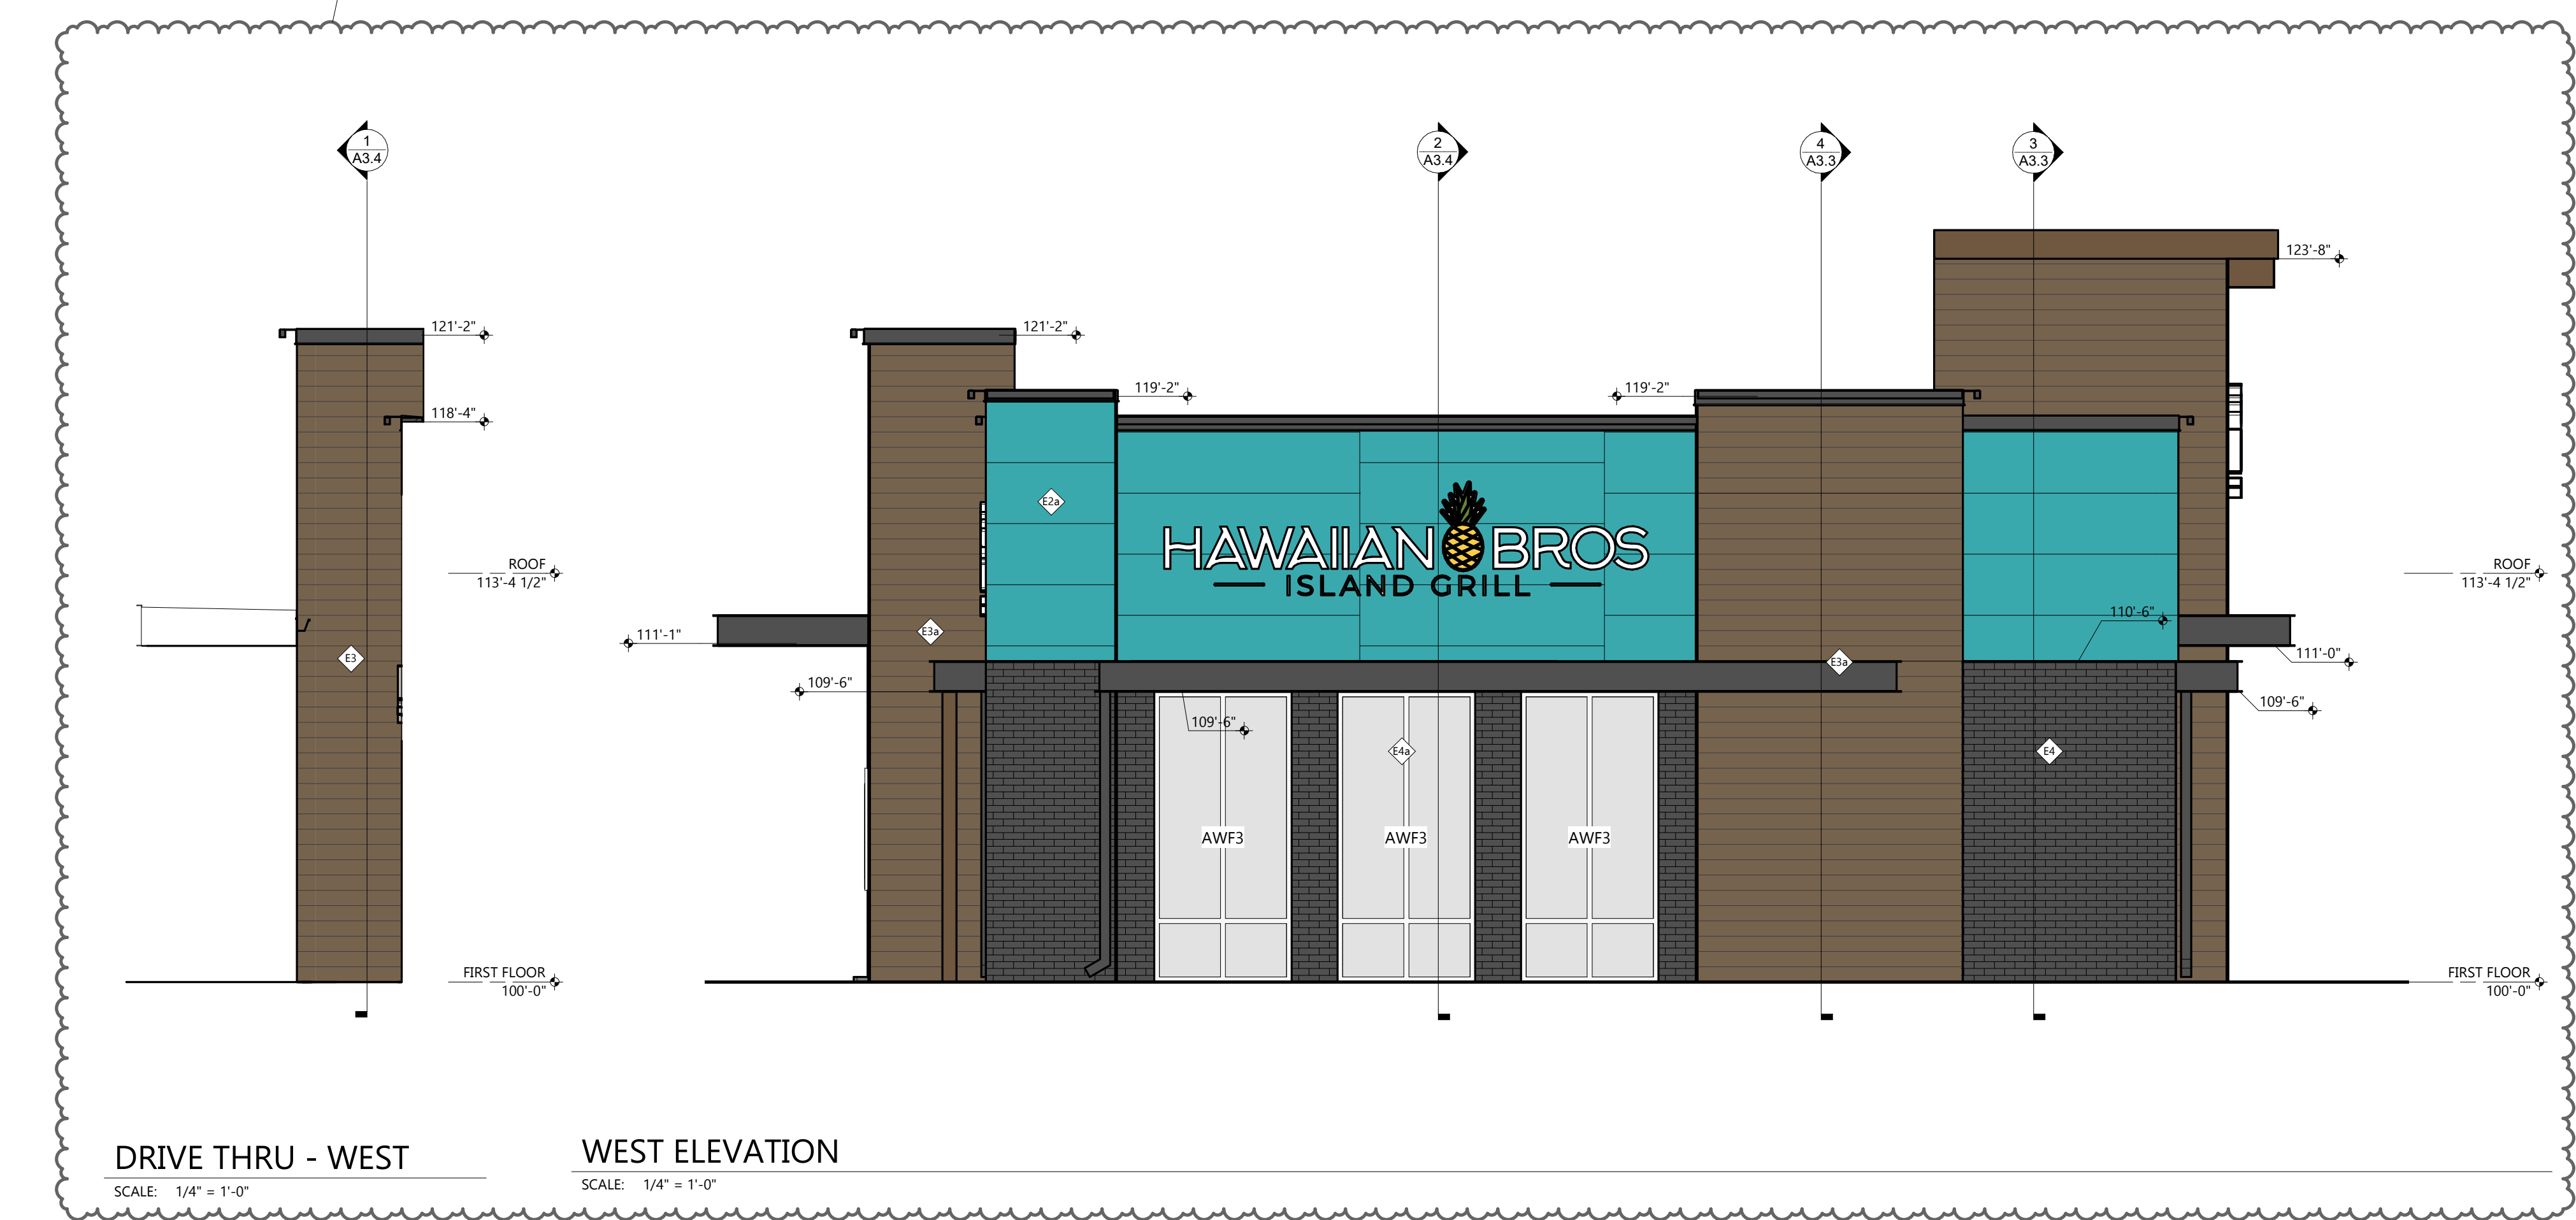 1
A3.4
2
A3.4
4
A3.3
3
A3.3
123'-8"
121'-2"
121'-2"
119'-2"
119'-2"
118'-4"
E2a
HAWAIIAN BROS
ISLAND GRILL
ROOF
113'-4 1/2"
ROOF
113'-4 1/2"
110'-6"
111'-1"
E3a
E3
E3a
111'-0"
109'-6"
109'-6"
109'-6"
E4a
E4
AWF3
AWF3
AWF3
FIRST FLOOR
100'-0"
FIRST FLOOR
100'-0"
DRIVE THRU - WEST
SCALE: 1/4" = 1'-0"
WEST ELEVATION
SCALE: 1/4" = 1'-0"